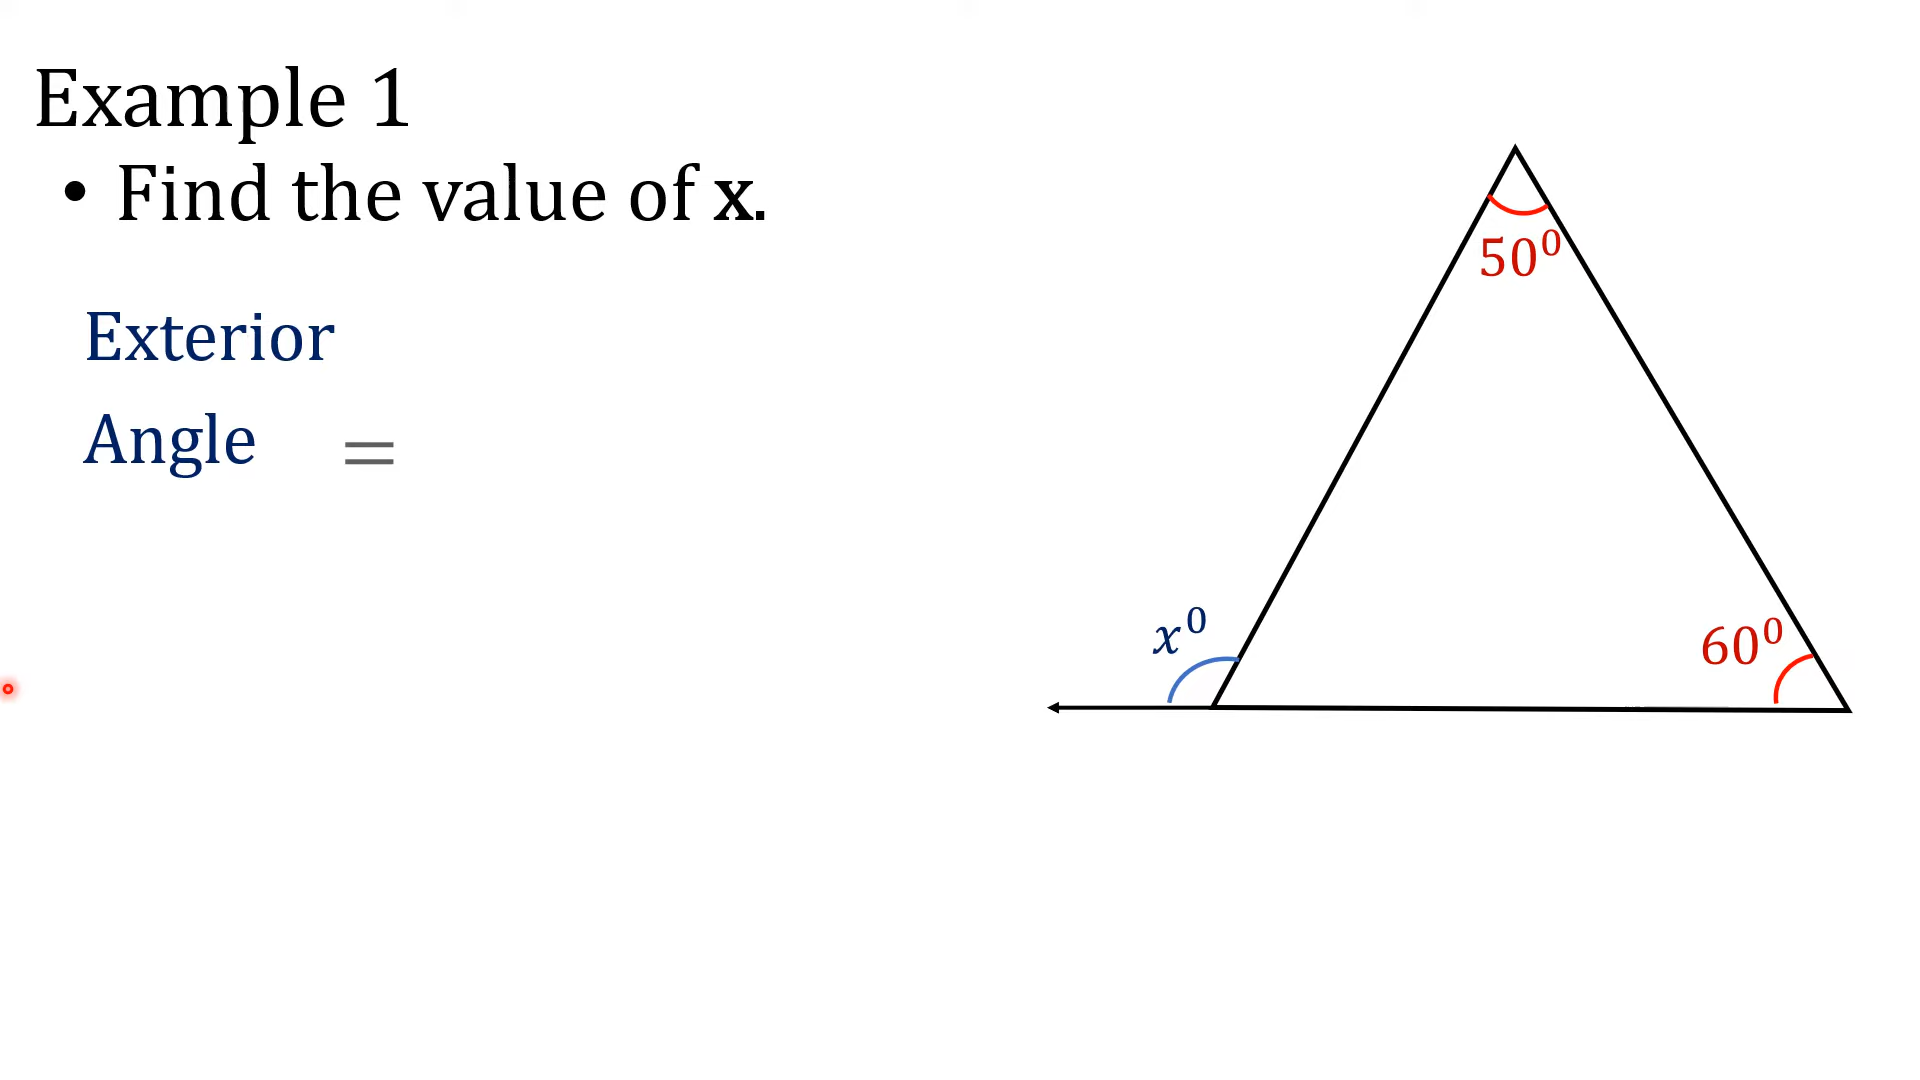 Example 1
• Find the value of x.
Exterior
Angle =
50⁰
x⁰
60⁰